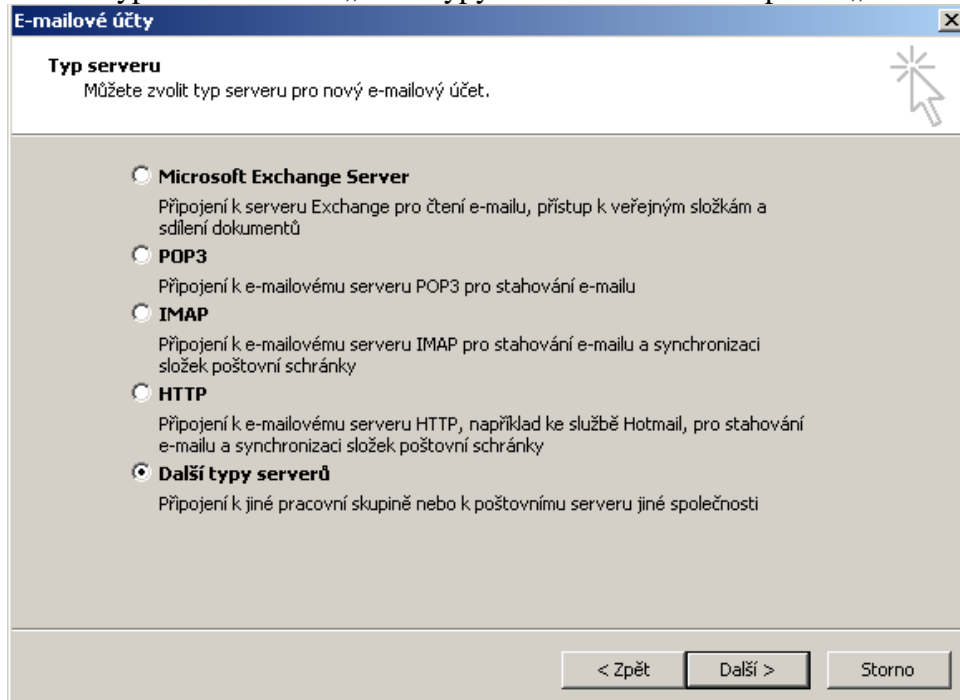 E-mailové účty
Typ serveru
Můžete zvolit typ serveru pro nový e-mailový účet.
Microsoft Exchange Server
Připojení k serveru Exchange pro čtení e-mailu, přístup k veřejným složkám a
sdílení dokumentů
POP3
Připojení k e-mailovému serveru POP3 pro stahování e-mailu
IMAP
Připojení k e-mailovému serveru IMAP pro stahování e-mailu a synchronizaci
složek poštovní schránky
HTTP
Připojení k e-mailovému serveru HTTP, například ke službě Hotmail, pro stahování
e-mailu a synchronizaci složek poštovní schránky
Další typy serverů
Připojení k jiné pracovní skupině nebo k poštovnímu serveru jiné společnosti
< Zpět Další > Storno